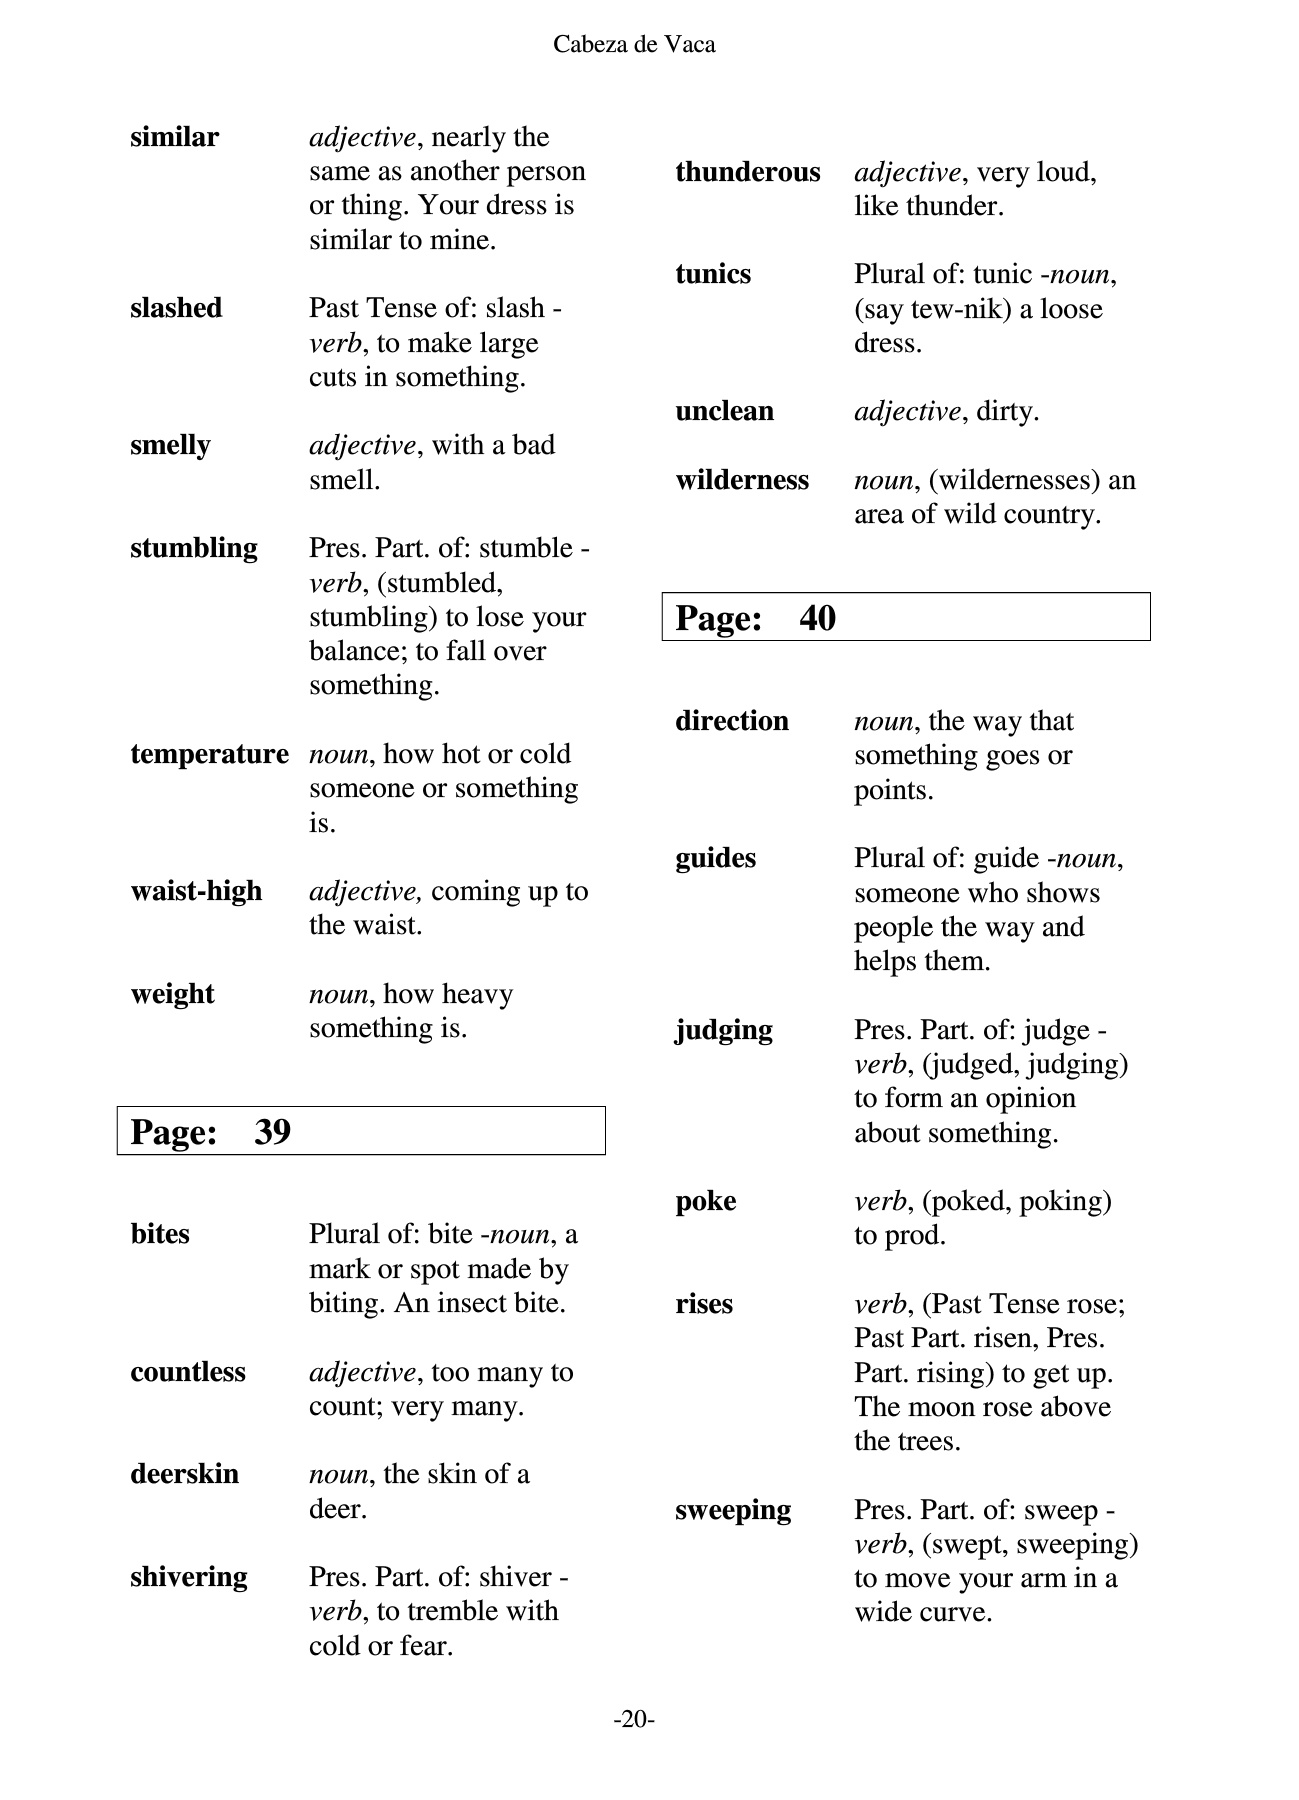 Cabeza de Vaca
similar adjective, nearly the
same as another person
or thing. Your dress is
similar to mine.
slashed Past Tense of: slash -
verb, to make large
cuts in something.
smelly adjective, with a bad
smell.
stumbling Pres. Part. of: stumble -
verb, (stumbled,
stumbling) to lose your
balance; to fall over
something.
temperature noun, how hot or cold
someone or something
is.
waist-high adjective, coming up to
the waist.
weight noun, how heavy
something is.
Page: 39
bites Plural of: bite -noun, a
mark or spot made by
biting. An insect bite.
countless adjective, too many to
count; very many.
deerskin noun, the skin of a
deer.
shivering Pres. Part. of: shiver -
verb, to tremble with
cold or fear.
thunderous adjective, very loud,
like thunder.
tunics Plural of: tunic -noun,
(say tew-nik) a loose
dress.
unclean adjective, dirty.
wilderness noun, (wildernesses) an
area of wild country.
Page: 40
direction noun, the way that
something goes or
points.
guides Plural of: guide -noun,
someone who shows
people the way and
helps them.
judging Pres. Part. of: judge -
verb, (judged, judging)
to form an opinion
about something.
poke verb, (poked, poking)
to prod.
rises verb, (Past Tense rose;
Past Part. risen, Pres.
Part. rising) to get up.
The moon rose above
the trees.
sweeping Pres. Part. of: sweep -
verb, (swept, sweeping)
to move your arm in a
wide curve.
-20-